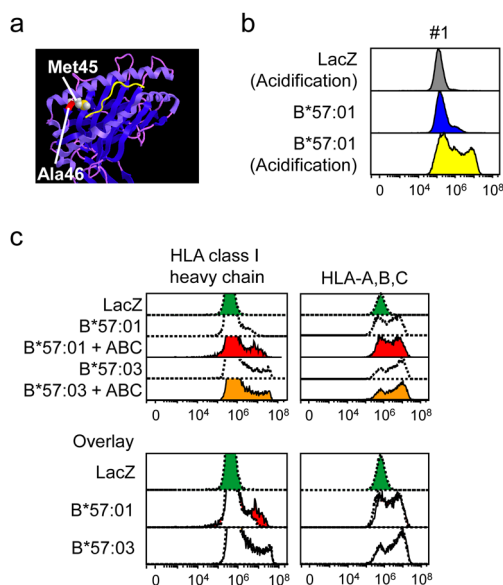 a
Met45
Ala46
b
#1
LacZ
(Acidification)
B*57:01
B*57:01
(Acidification)
0 10⁴ 10⁶ 10⁸
c
HLA class I
heavy chain
HLA-A,B,C
LacZ
B*57:01
B*57:01 + ABC
B*57:03
B*57:03 + ABC
0 10⁴ 10⁶ 10⁸ 0 10⁴ 10⁶ 10⁸
Overlay
LacZ
B*57:01
B*57:03
0 10⁴ 10⁶ 10⁸ 0 10⁴ 10⁶ 10⁸